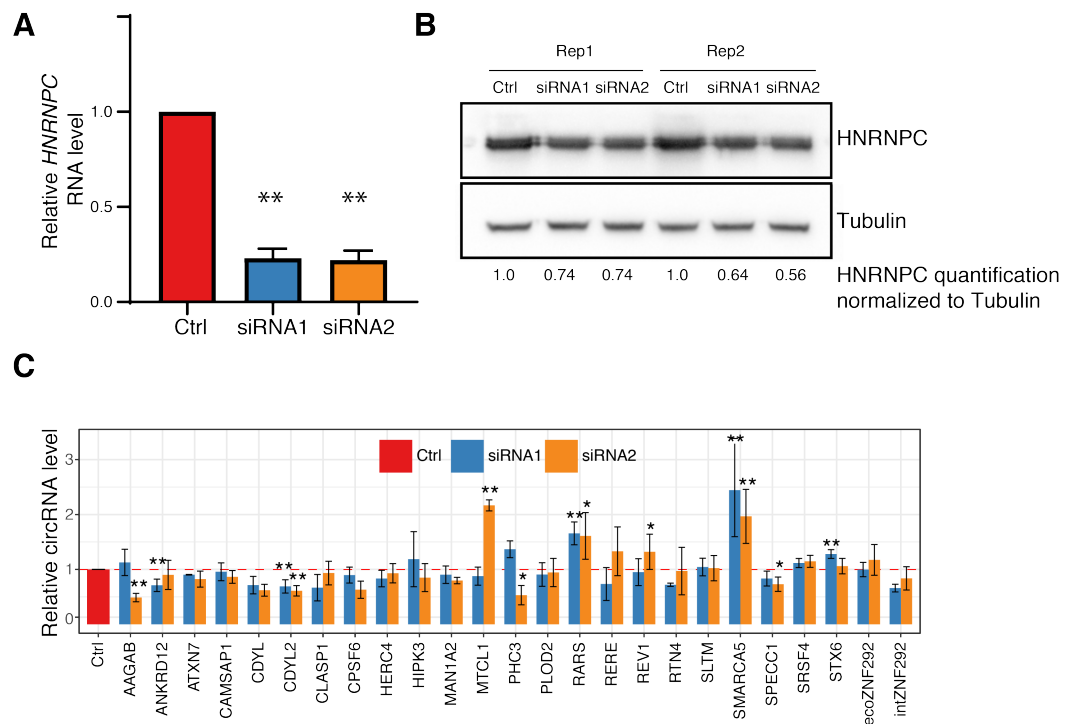 A
Relative HNRNPC
RNA level
1.0
0.5
0.0
**
**
Ctrl
siRNA1
siRNA2
B
Rep1
Rep2
Ctrl
siRNA1
siRNA2
Ctrl
siRNA1
siRNA2
HNRNPC
Tubulin
1.0
0.74
0.74
1.0
0.64
0.56
HNRNPC quantification
normalized to Tubulin
C
Relative circRNA level
3
2
1
0
Ctrl
siRNA1
siRNA2
**
**
**
**
**
*
**
*
*
**
**
*
**
Ctrl
AAGAB
ANKRD12
ATXN7
CAMSAP1
CDYL
CDYL2
CLASP1
CPSF6
HERC4
HIPK3
MAN1A2
MTCL1
PHC3
PLOD2
RARS
RERE
REV1
RTN4
SLTM
SMARCA5
SPECC1
SRSF4
STX6
ecoZNF292
intZNF292